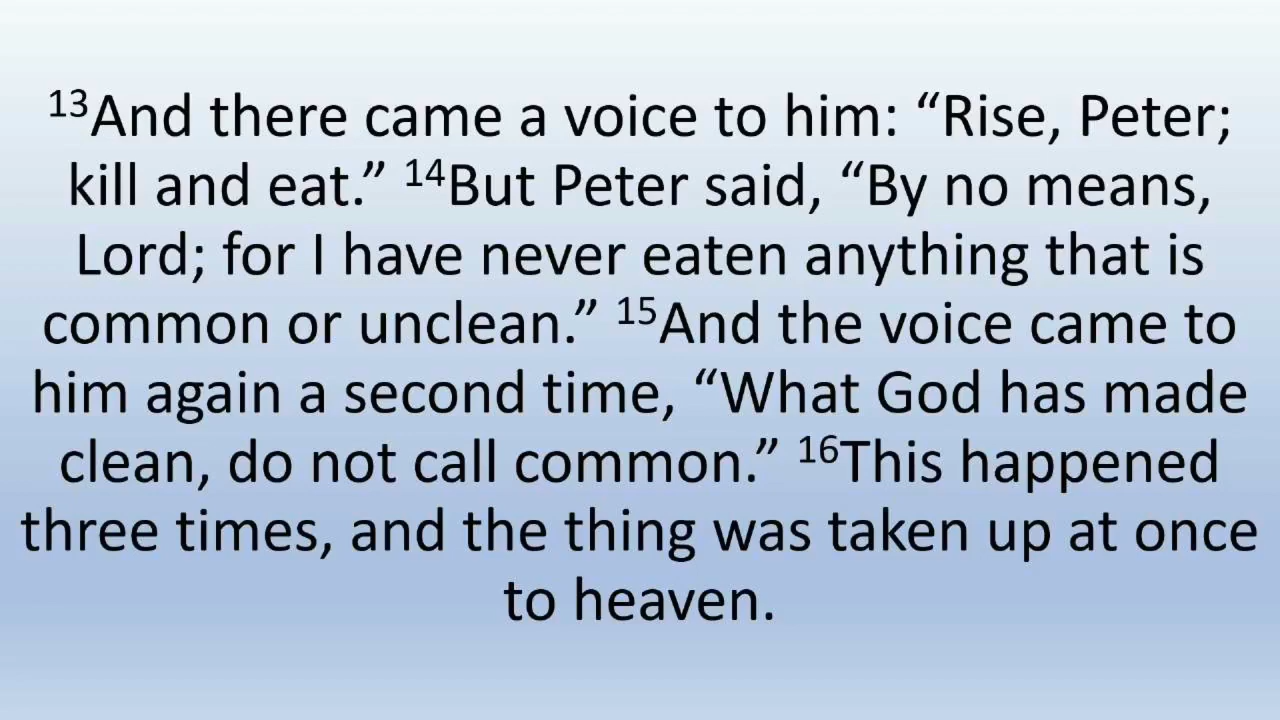 ¹³And there came a voice to him: “Rise, Peter;
kill and eat.” ¹⁴But Peter said, “By no means,
Lord; for I have never eaten anything that is
common or unclean.” ¹⁵And the voice came to
him again a second time, “What God has made
clean, do not call common.” ¹⁶This happened
three times, and the thing was taken up at once
to heaven.